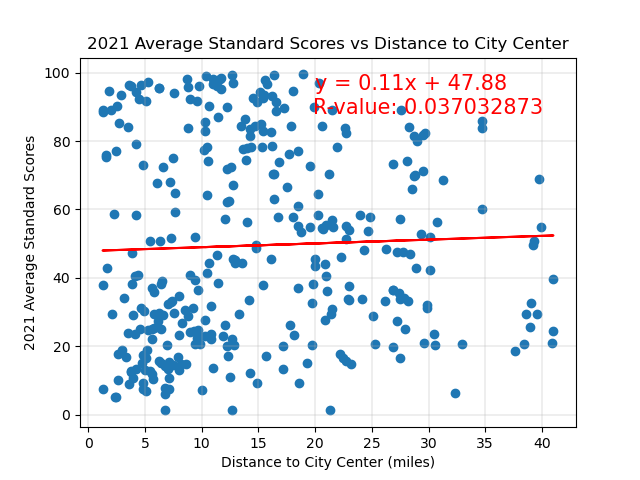 2021 Average Standard Scores vs Distance to City Center
y = 0.11x + 47.88
R-value: 0.037032873
100
80
60
40
20
0
2021 Average Standard Scores
0 5 10 15 20 25 30 35 40
Distance to City Center (miles)